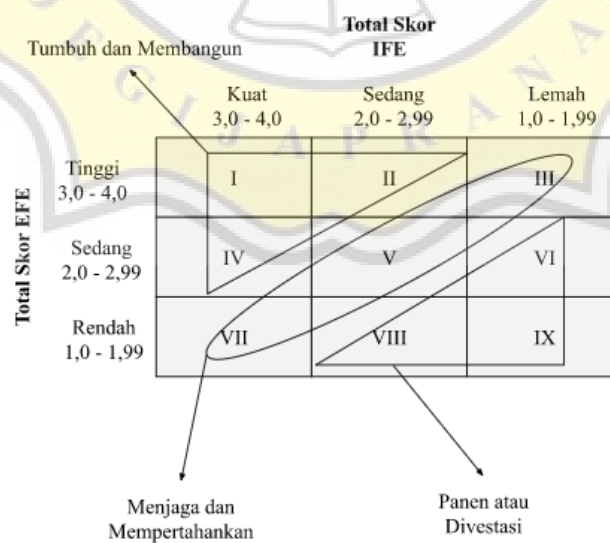 Total Skor
IFE
Tumbuh dan Membangun
Kuat
3,0 - 4,0
Sedang
2,0 - 2,99
Lemah
1,0 - 1,99
Total Skor EFE
Tinggi
3,0 - 4,0
I
II
III
Sedang
2,0 - 2,99
IV
V
VI
Rendah
1,0 - 1,99
VII
VIII
IX
Menjaga dan
Mempertahankan
Panen atau
Divestasi